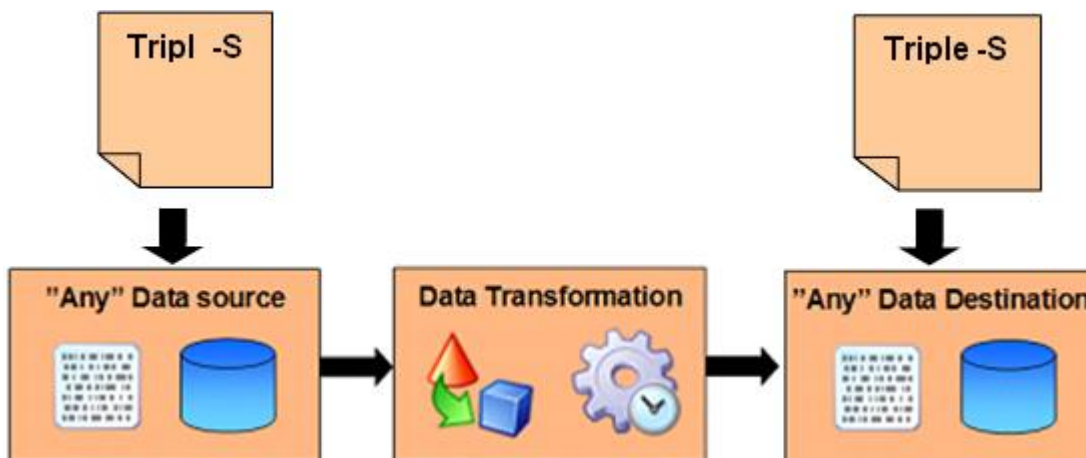 Tripl -S
Triple -S
”Any” Data source
Data Transformation
”Any” Data Destination